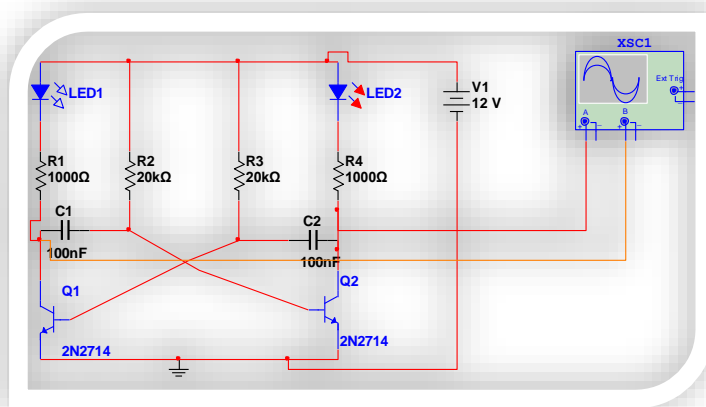 XSC1
Ext Trig
+
_
A
B
+ _ + _
LED1
LED2
V1
12 V
R1
1000Ω
R2
20kΩ
R3
20kΩ
R4
1000Ω
C1
100nF
C2
100nF
Q1
2N2714
Q2
2N2714